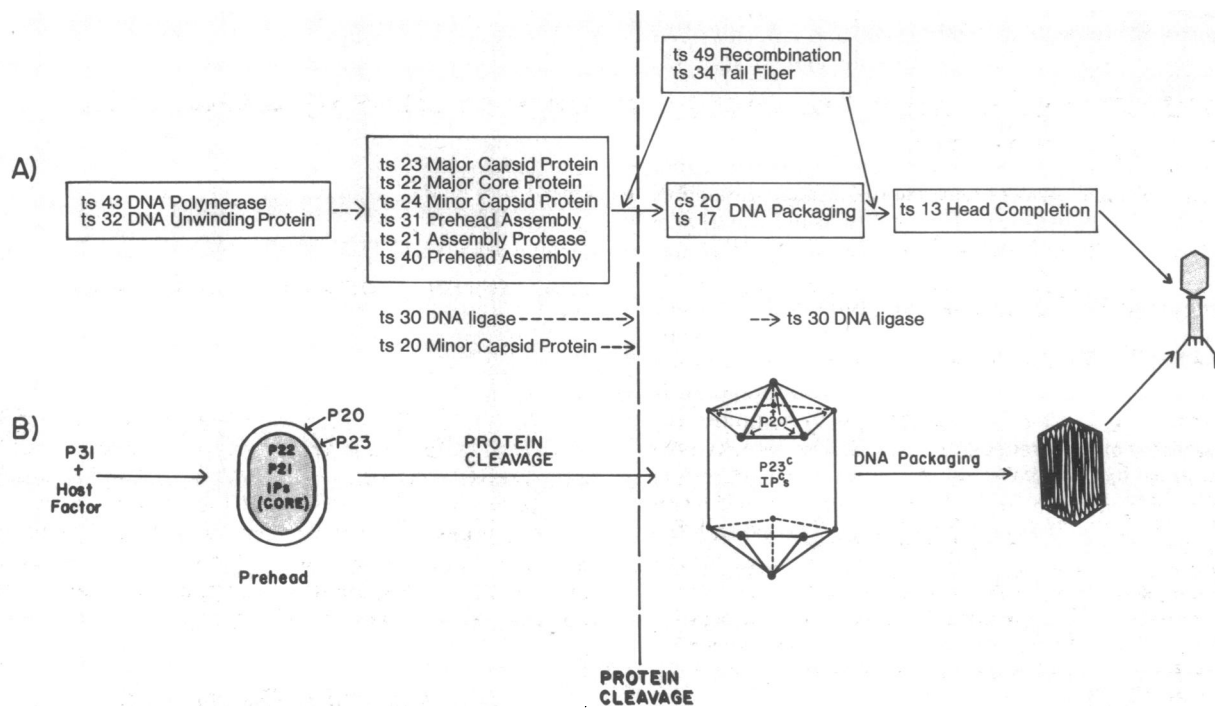 ts 49 Recombination
ts 34 Tail Fiber
A)
ts 43 DNA Polymerase
ts 32 DNA Unwinding Protein
ts 23 Major Capsid Protein
ts 22 Major Core Protein
ts 24 Minor Capsid Protein
ts 31 Prehead Assembly
ts 21 Assembly Protease
ts 40 Prehead Assembly
cs 20
ts 17
DNA Packaging
ts 13 Head Completion
ts 30 DNA ligase
ts 30 DNA ligase
ts 20 Minor Capsid Protein
B)
P31
+
Host
Factor
P20
P23
P22
P21
IPs
(CORE)
Prehead
PROTEIN
CLEAVAGE
P20
P23ᶜ
IPᶜs
DNA Packaging
PROTEIN
CLEAVAGE